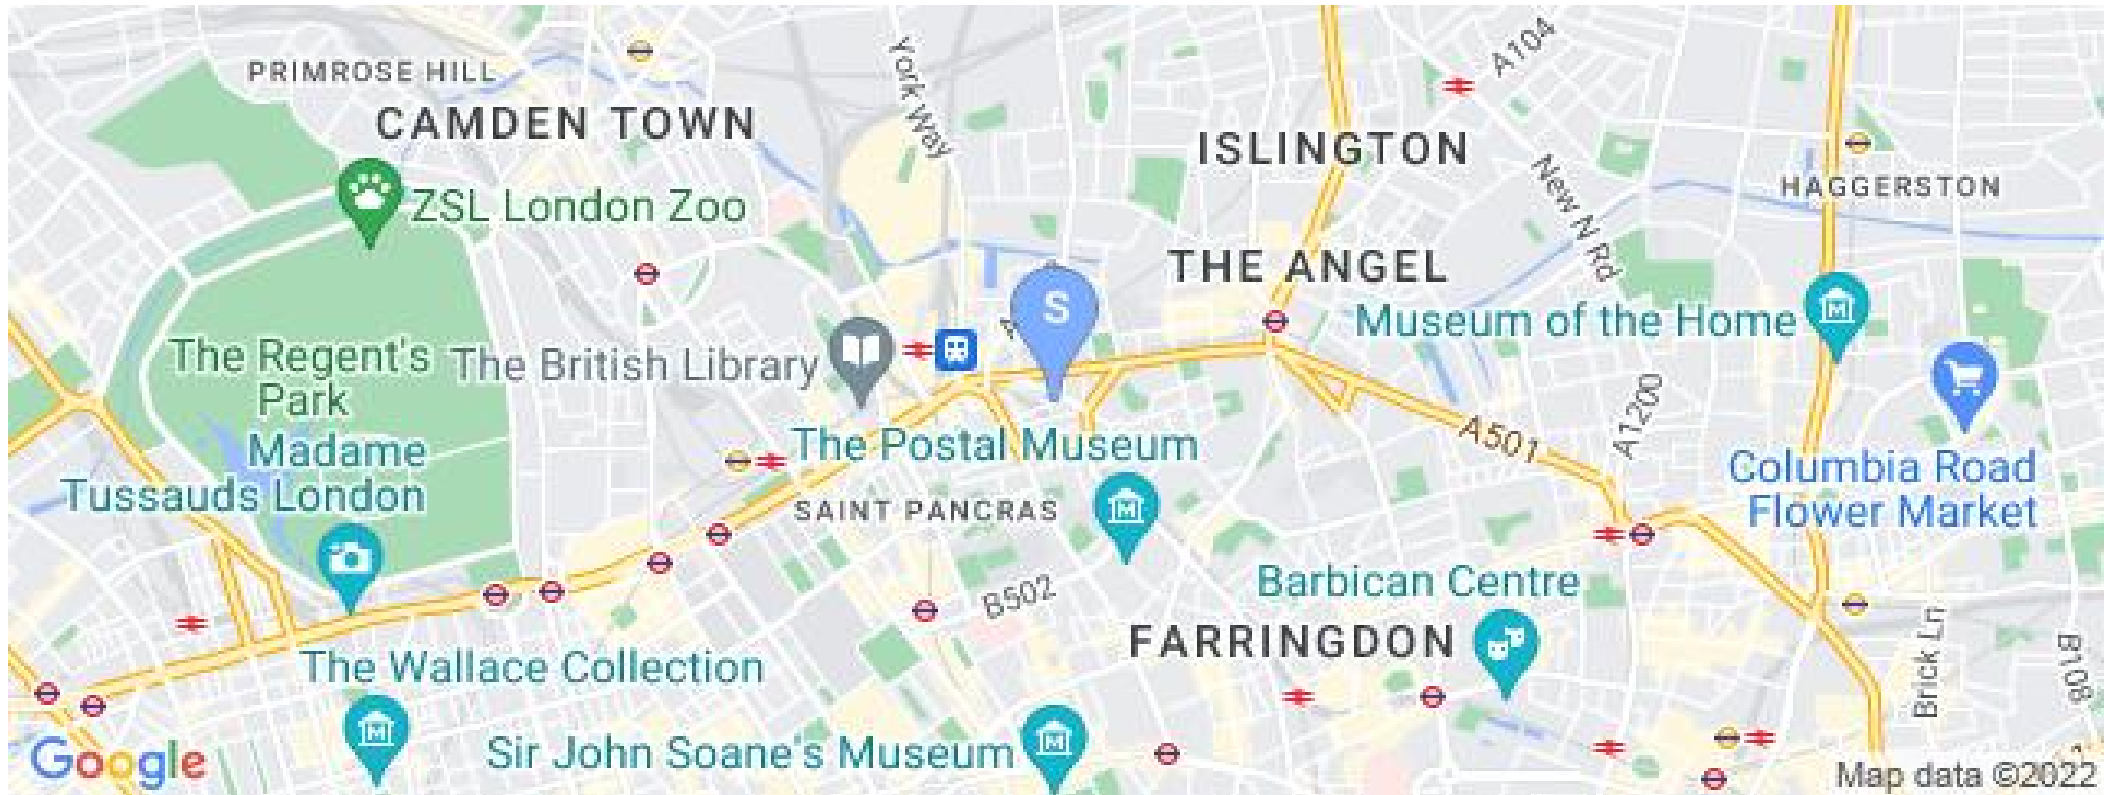 A104
York Way
PRIMROSE HILL
CAMDEN TOWN
ISLINGTON
New N Rd
HAGGERSTON
ZSL London Zoo
THE ANGEL
S
Museum of the Home
The Regent's
Park
The British Library
A1200
A501
Madame
Tussauds London
The Postal Museum
Columbia Road
Flower Market
SAINT PANCRAS
B502
Barbican Centre
FARRINGDON
Brick Ln
B108
The Wallace Collection
Sir John Soane's Museum
Google
Map data ©2022